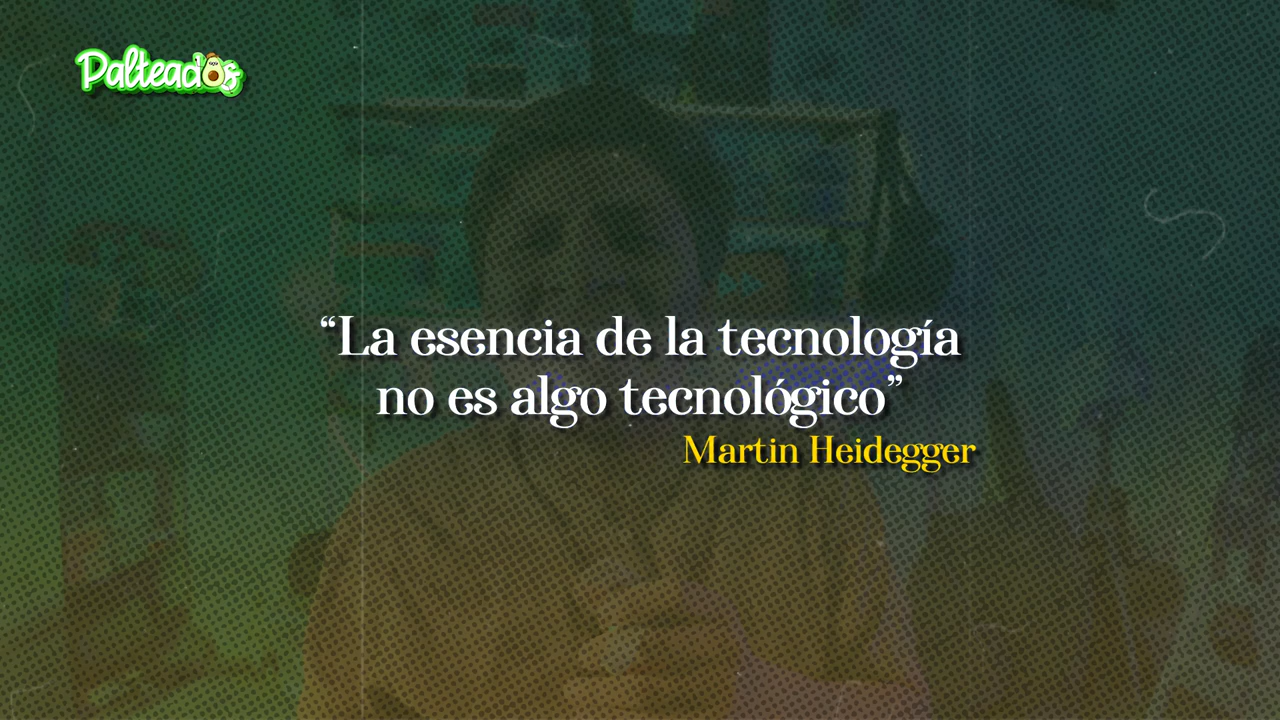 Palteados
“La esencia de la tecnología
no es algo tecnológico”
Martin Heidegger